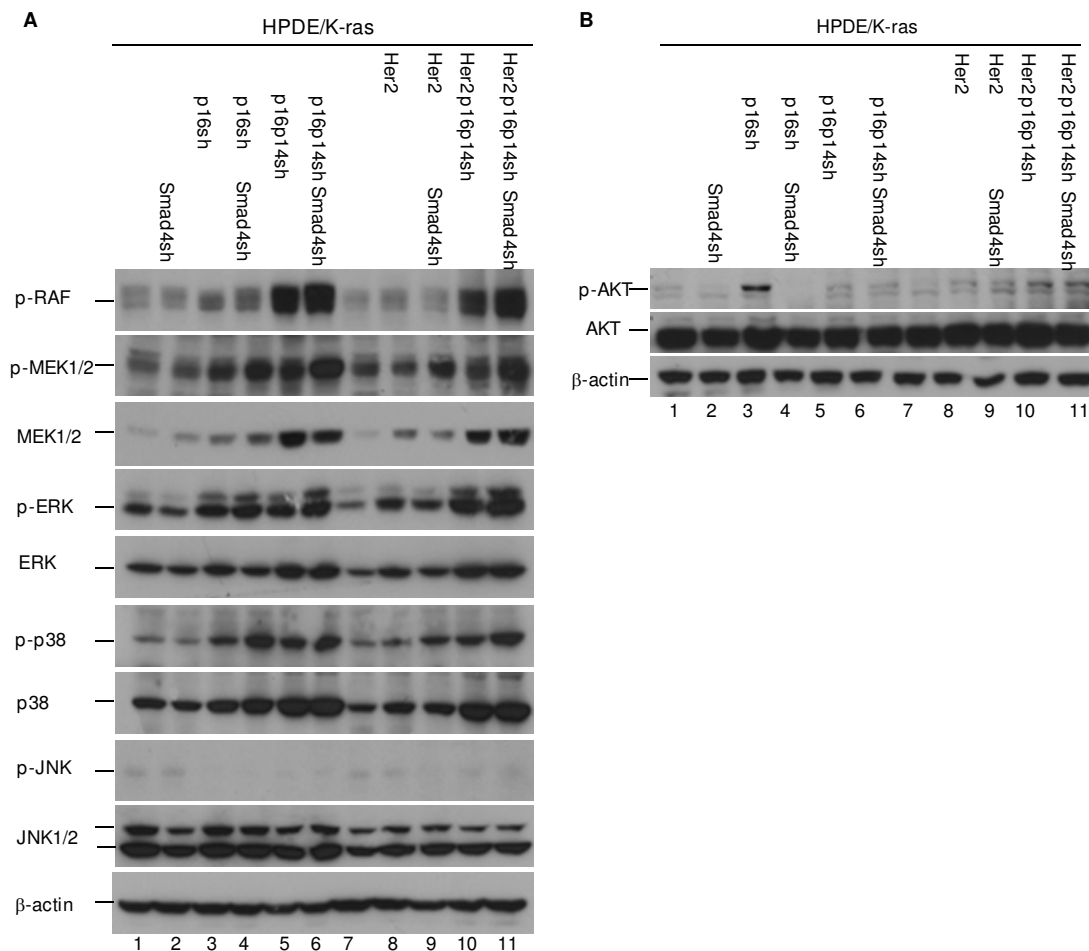 A
HPDE/K-ras
Smad4sh
p16sh
p16sh Smad4sh
p16p14sh
p16p14sh Smad4sh
Her2
Her2 Smad4sh
Her2p16p14sh
Her2p16p14sh Smad4sh
p-RAF
p-MEK1/2
MEK1/2
p-ERK
ERK
p-p38
p38
p-JNK
JNK1/2
β-actin
1 2 3 4 5 6 7 8 9 10 11
B
HPDE/K-ras
Smad4sh
p16sh
p16sh Smad4sh
p16p14sh
p16p14sh Smad4sh
Her2
Her2 Smad4sh
Her2p16p14sh
Her2p16p14sh Smad4sh
p-AKT
AKT
β-actin
1 2 3 4 5 6 7 8 9 10 11